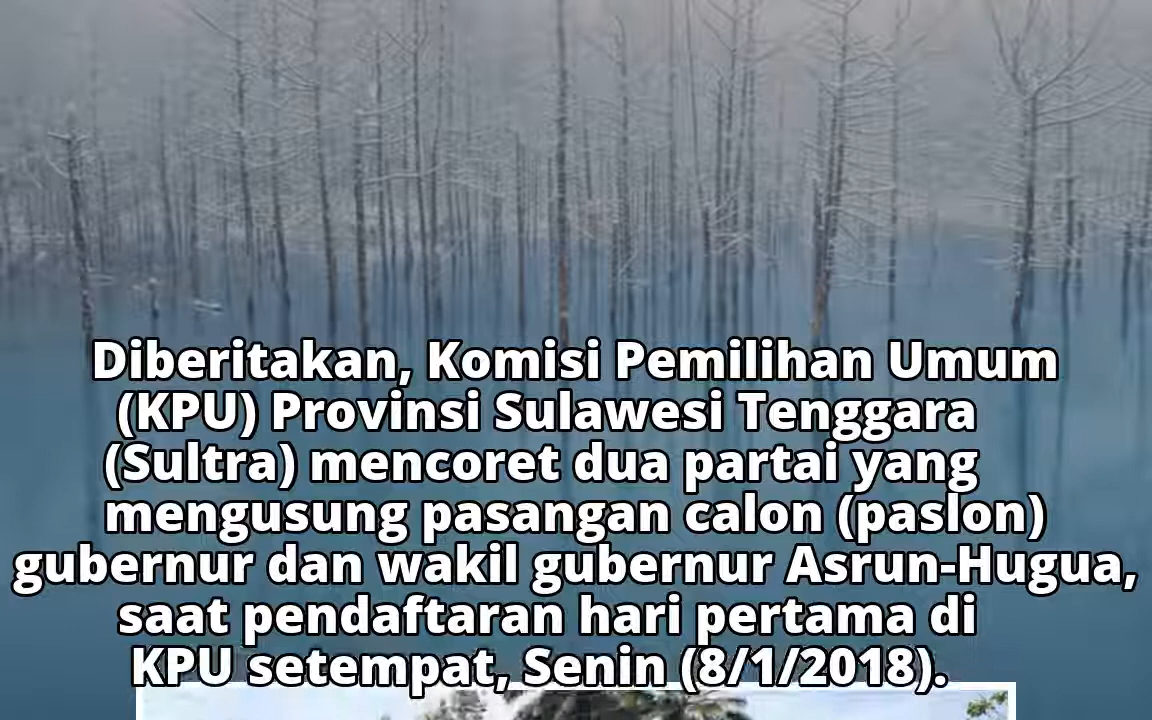 Diberitakan, Komisi Pemilihan Umum
(KPU) Provinsi Sulawesi Tenggara
(Sultra) mencoret dua partai yang
mengusung pasangan calon (paslon)
gubernur dan wakil gubernur Asrun-Hugua,
saat pendaftaran hari pertama di
KPU setempat, Senin (8/1/2018).